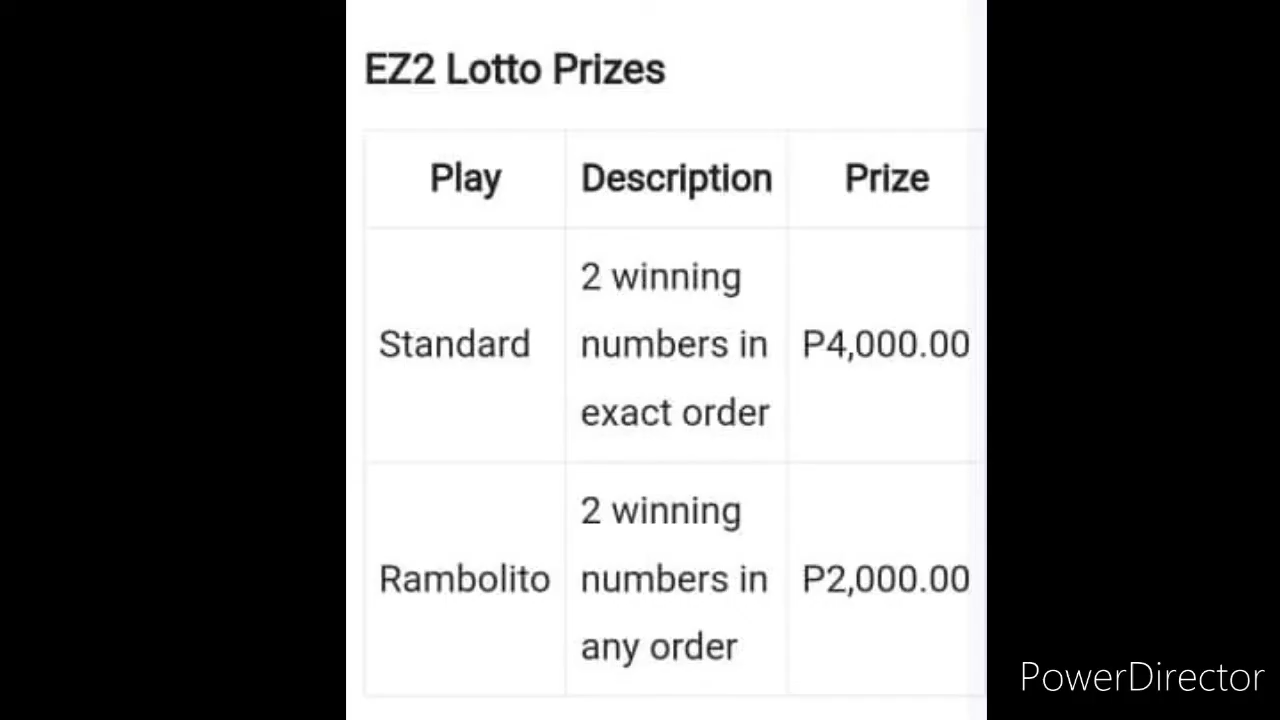 EZ2 Lotto Prizes
Play Description Prize
2 winning
Standard numbers in P4,000.00
exact order
2 winning
Rambolito numbers in P2,000.00
any order
PowerDirector